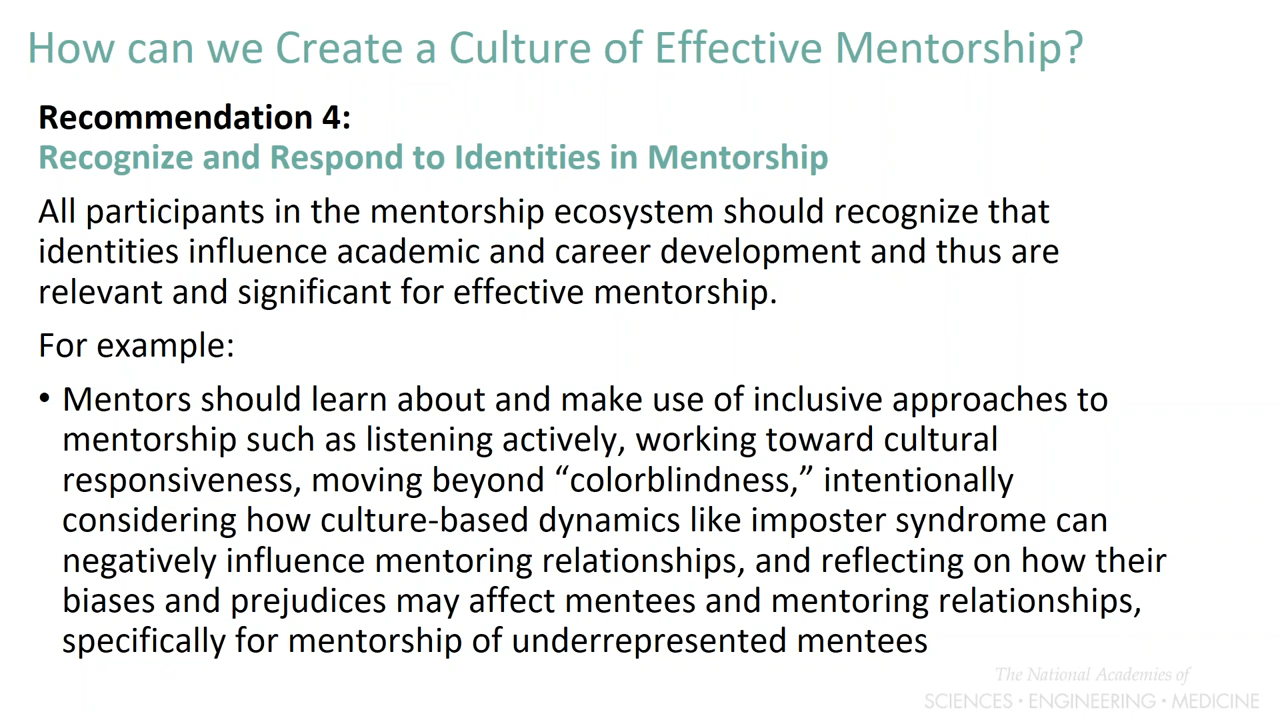 How can we Create a Culture of Effective Mentorship?
Recommendation 4:
Recognize and Respond to Identities in Mentorship
All participants in the mentorship ecosystem should recognize that
identities influence academic and career development and thus are
relevant and significant for effective mentorship.
For example:
• Mentors should learn about and make use of inclusive approaches to
mentorship such as listening actively, working toward cultural
responsiveness, moving beyond “colorblindness,” intentionally
considering how culture-based dynamics like imposter syndrome can
negatively influence mentoring relationships, and reflecting on how their
biases and prejudices may affect mentees and mentoring relationships,
specifically for mentorship of underrepresented mentees
The National Academies of
SCIENCES • ENGINEERING • MEDICINE